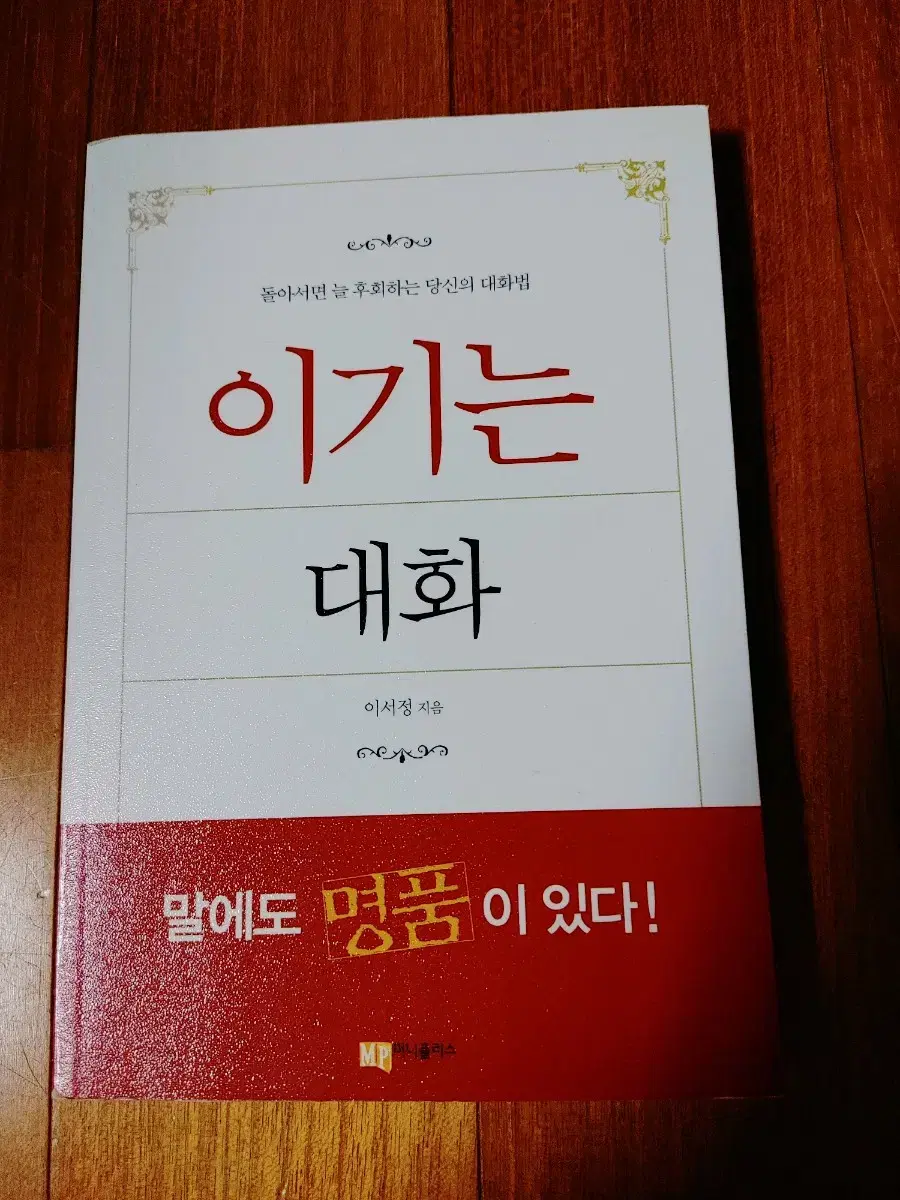 돌아서면 늘 후회하는 당신의 대화법
이기는
대화
이서정 지음
말에도 명품이 있다!
MP 머니플러스